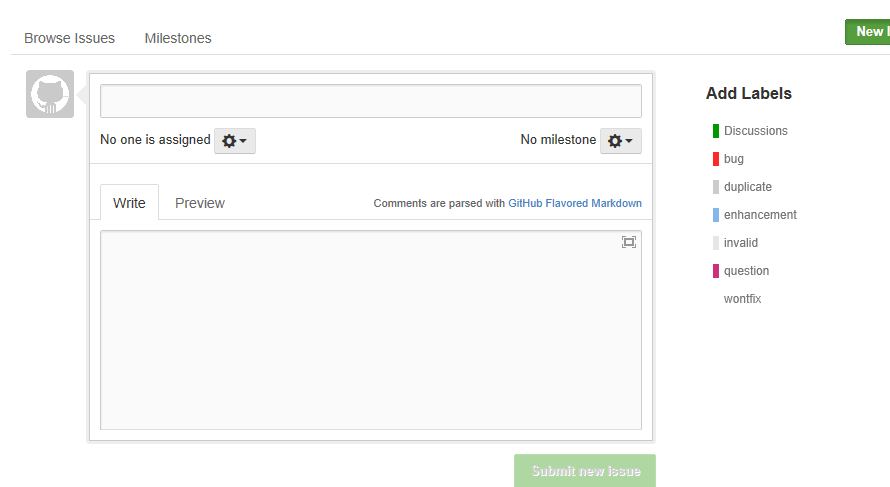 Browse Issues Milestones New I
No one is assigned No milestone
Write Preview Comments are parsed with GitHub Flavored Markdown
Submit new issue
Add Labels
Discussions
bug
duplicate
enhancement
invalid
question
wontfix